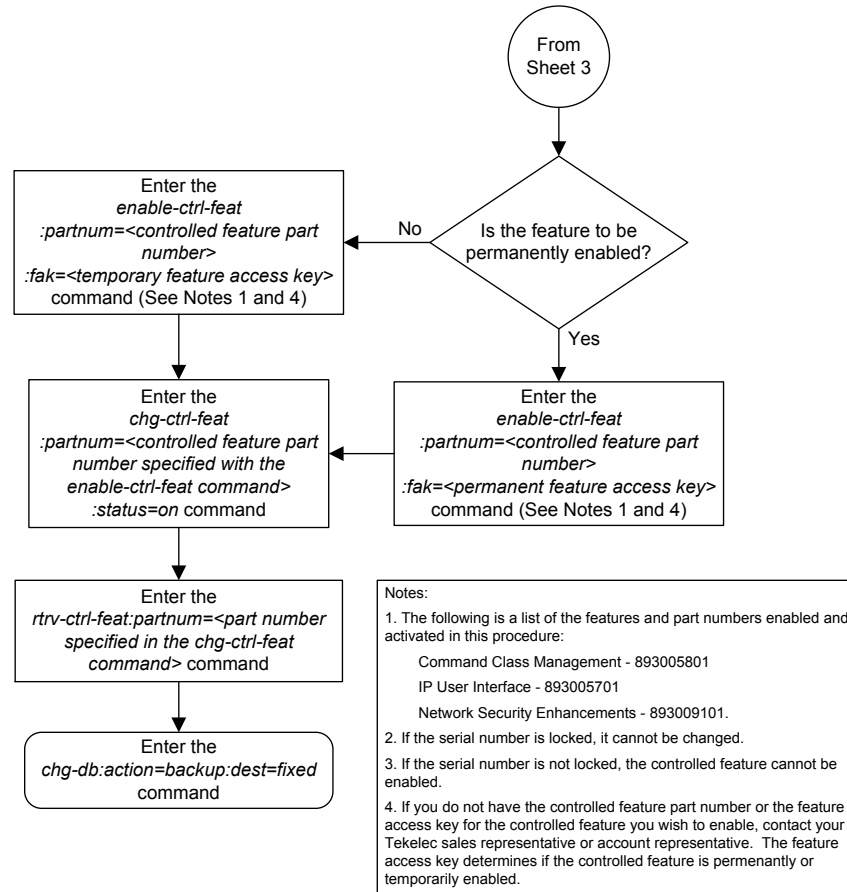 From
Sheet 3
Is the feature to be
permanently enabled?
No
Yes
Enter the
enable-ctrl-feat
:partnum=<controlled feature part
number>
:fak=<temporary feature access key>
command (See Notes 1 and 4)
Enter the
enable-ctrl-feat
:partnum=<controlled feature part
number>
:fak=<permanent feature access key>
command (See Notes 1 and 4)
Enter the
chg-ctrl-feat
:partnum=<controlled feature part
number specified with the
enable-ctrl-feat command>
:status=on command
Enter the
rtrv-ctrl-feat:partnum=<part number
specified in the chg-ctrl-feat
command> command
Enter the
chg-db:action=backup:dest=fixed
command
Notes:
1. The following is a list of the features and part numbers enabled and
activated in this procedure:
Command Class Management - 893005801
IP User Interface - 893005701
Network Security Enhancements - 893009101.
2. If the serial number is locked, it cannot be changed.
3. If the serial number is not locked, the controlled feature cannot be
enabled.
4. If you do not have the controlled feature part number or the feature
access key for the controlled feature you wish to enable, contact your
Tekelec sales representative or account representative. The feature
access key determines if the controlled feature is permenantly or
temporarily enabled.